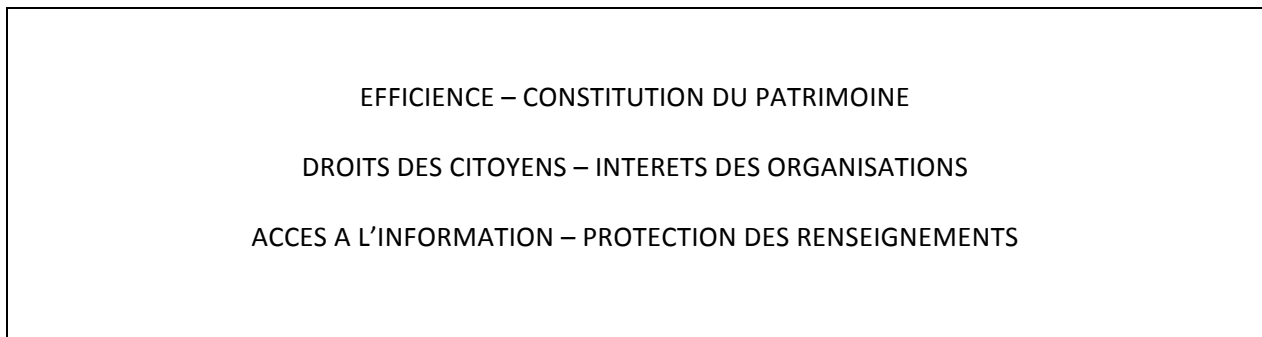 EFFICIENCE – CONSTITUTION DU PATRIMOINE
DROITS DES CITOYENS – INTERETS DES ORGANISATIONS
ACCES A L’INFORMATION – PROTECTION DES RENSEIGNEMENTS